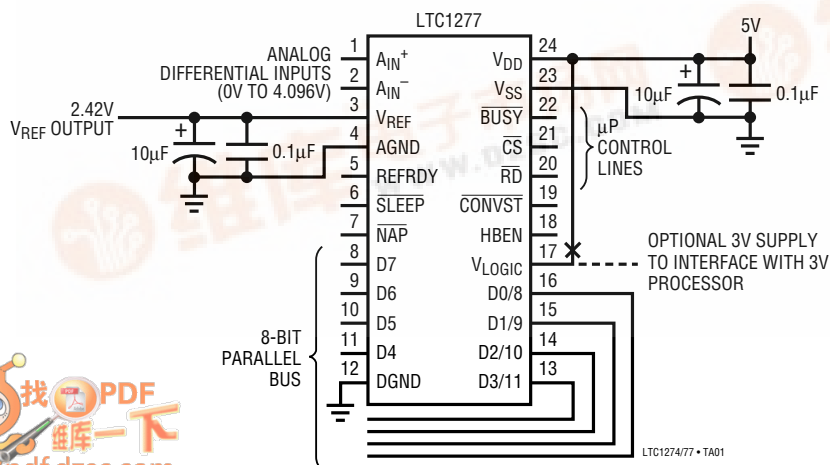 LTC1277
5V
ANALOG
DIFFERENTIAL INPUTS
(0V TO 4.096V)
2.42V
VREF OUTPUT
+
10µF
0.1µF
1 AIN+
2 AIN−
3 VREF
4 AGND
5 REFRDY
6 SLEEP
7 NAP
8 D7
9 D6
10 D5
11 D4
12 DGND
8-BIT
PARALLEL
BUS
24 VDD
23 VSS
22 BUSY
21 CS
20 RD
19 CONVST
18 HBEN
17 VLOGIC
16 D0/8
15 D1/9
14 D2/10
13 D3/11
+
10µF
0.1µF
µP
CONTROL
LINES
OPTIONAL 3V SUPPLY
TO INTERFACE WITH 3V
PROCESSOR
LTC1274/77 • TA01
找 PDF
维库一下